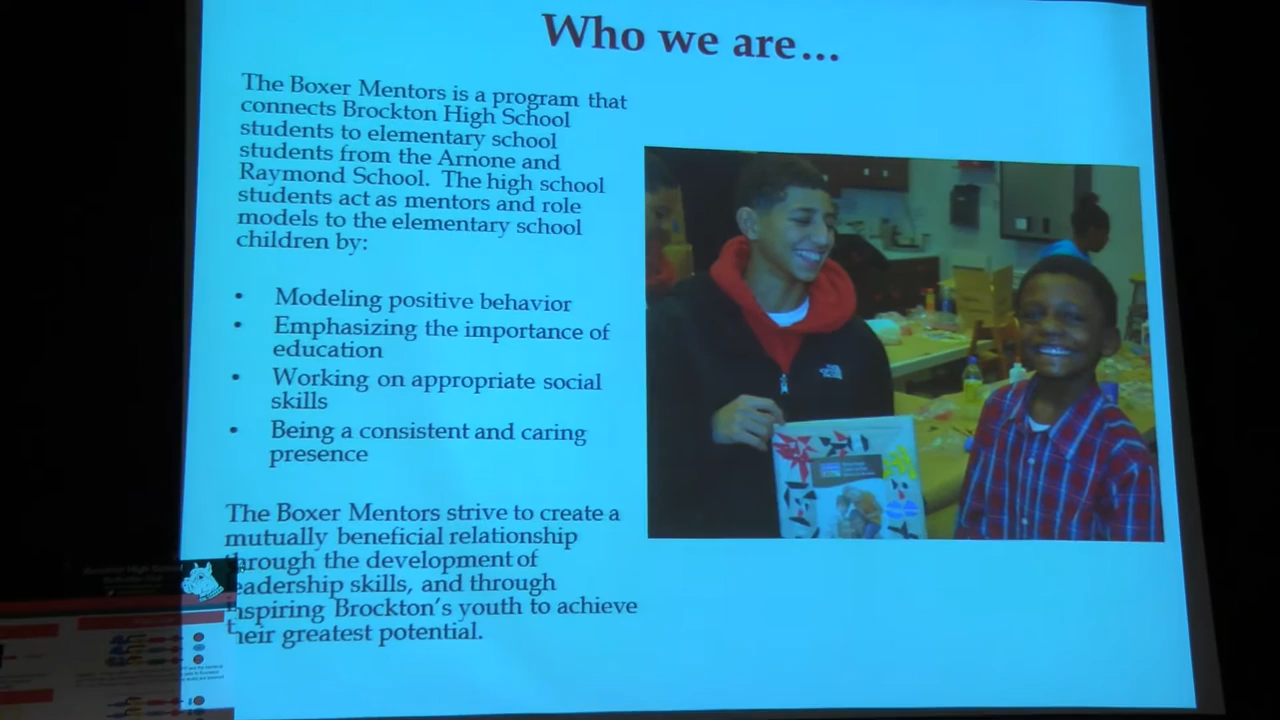 Who we are...
The Boxer Mentors is a program that
connects Brockton High School
students to elementary school
students from the Arnone and
Raymond School. The high school
students act as mentors and role
models to the elementary school
children by:
• Modeling positive behavior
• Emphasizing the importance of
education
• Working on appropriate social
skills
• Being a consistent and caring
presence
The Boxer Mentors strive to create a
mutually beneficial relationship
through the development of
leadership skills, and through
inspiring Brockton's youth to achieve
their greatest potential.
Brockton High School